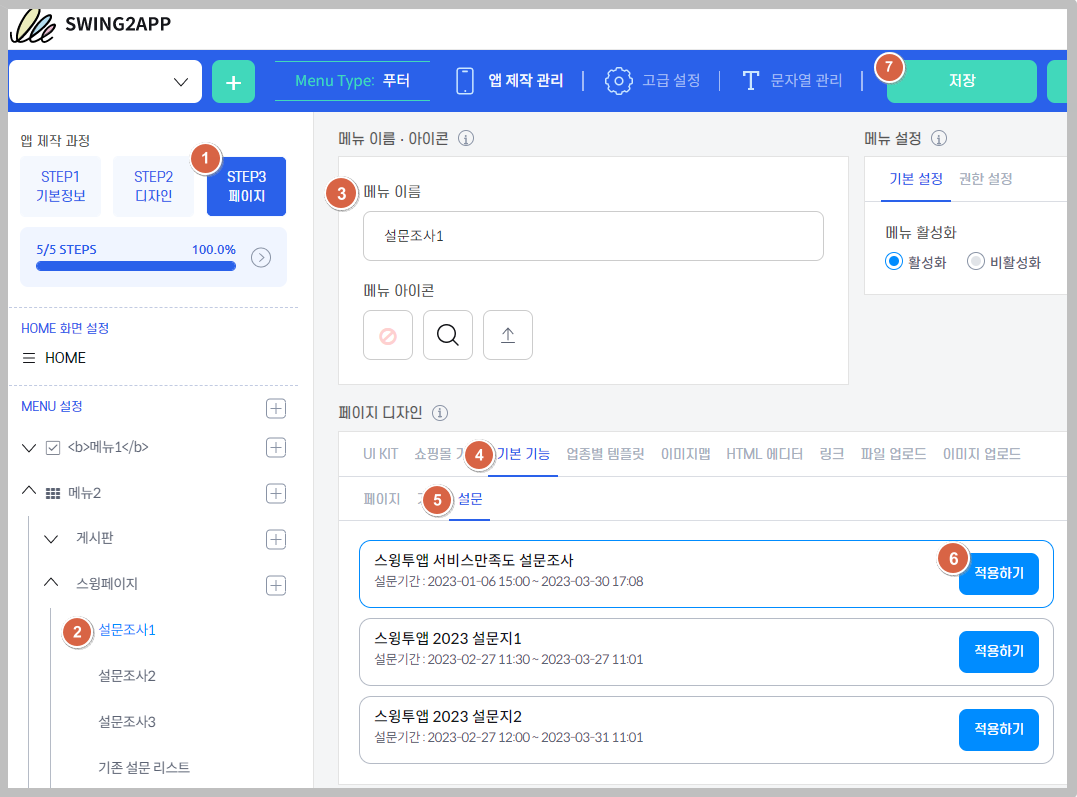 SWING2APP
Menu Type: 푸터
앱 제작 관리
고급 설정
문자열 관리
7
저장
앱 제작 과정
1
STEP1
기본정보
STEP2
디자인
STEP3
페이지
5/5 STEPS
100.0%
HOME 화면 설정
HOME
MENU 설정
<b>메뉴1</b>
메뉴2
게시판
스윙페이지
2
설문조사1
설문조사2
설문조사3
기존 설문 리스트
메뉴 이름 · 아이콘
3
메뉴 이름
설문조사1
메뉴 아이콘
메뉴 설정
기본 설정 권한 설정
메뉴 활성화
활성화 비활성화
페이지 디자인
UI KIT 쇼핑몰 4 기본 기능 업종별 템플릿 이미지맵 HTML 에디터 링크 파일 업로드 이미지 업로드
페이지 5 설문
스윙투앱 서비스만족도 설문조사
설문기간 : 2023-01-06 15:00 ~ 2023-03-30 17:08
6
적용하기
스윙투앱 2023 설문지1
설문기간 : 2023-02-27 11:30 ~ 2023-03-27 11:01
적용하기
스윙투앱 2023 설문지2
설문기간 : 2023-02-27 12:00 ~ 2023-03-31 11:01
적용하기